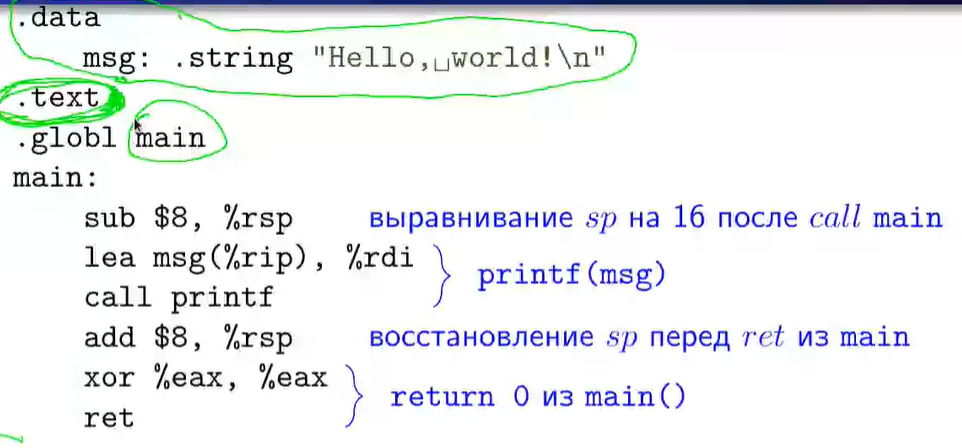 .data
msg: .string "Hello,␣world!\n"
.text
.globl main
main:
sub $8, %rsp выравнивание sp на 16 после call main
lea msg(%rip), %rdi
call printf
printf(msg)
add $8, %rsp восстановление sp перед ret из main
xor %eax, %eax
ret
return 0 из main()